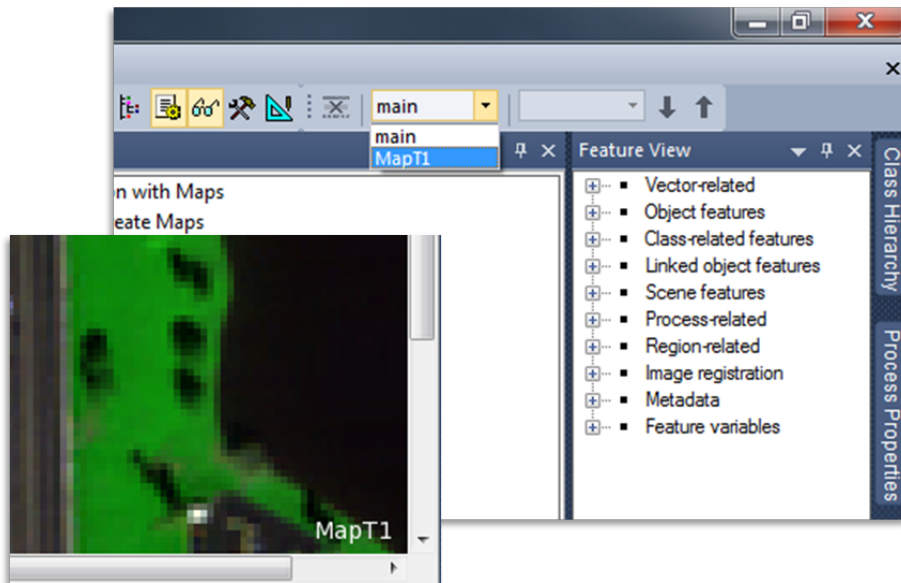 main
main
MapT1
Feature View
n with Maps
eate Maps
Vector-related
Object features
Class-related features
Linked object features
Scene features
Process-related
Region-related
Image registration
Metadata
Feature variables
Class Hierarchy
Process Properties
MapT1